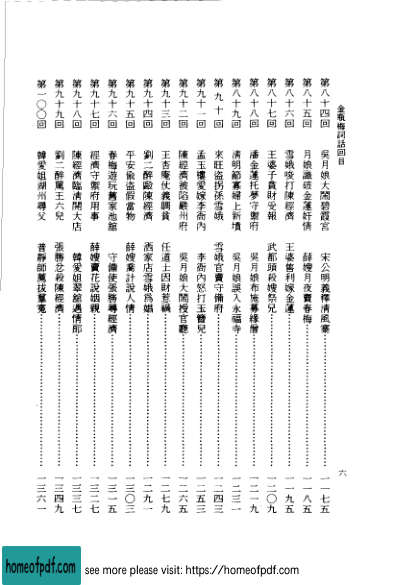 金瓶梅詞話回目
第八十四回 吳月娘大鬧碧霞宮 宋公明義釋清風寨 一一七五
第八十五回 月娘識破金蓮奸情 薛嫂月夜賣春梅 一一八五
第八十六回 雪娥唆打陳經濟 王婆售利嫁金蓮 一一九五
第八十七回 王婆子貪財受報 武都頭殺嫂祭兄 一二〇九
第八十八回 潘金蓮托夢守禦府 吳月娘布施募緣僧 一二一九
第八十九回 清明節寡婦上新墳 吳月娘誤入永福寺 一二三一
第九十回 來旺盜拐孫雪娥 雪娥官賣守備府 一二四三
第九十一回 孟玉樓愛嫁李衙內 李衙內怒打玉簪兒 一二五三
第九十二回 陳經濟被陷嚴州府 吳月娘大鬧授官廳 一二六五
第九十三回 王杏庵仗義賙貧 任道士因財惹禍 一二七九
第九十四回 劉二醉毆陳經濟 酒家店雪娥為娼 一二九一
第九十五回 平安偷盜假當物 薛嫂喬計說人情 一三〇三
第九十六回 春梅遊玩舊家池館 守備使張勝尋經濟 一三一五
第九十七回 經濟守禦府用事 薛嫂賣花說姻親 一三二七
第九十八回 陳經濟臨清開大店 韓愛姐翠館遇情郎 一三三七
第九十九回 劉二醉罵王六兒 張勝忿殺陳經濟 一三四九
第一〇〇回 韓愛姐湖州尋父 普靜師薦拔羣冤 一三六一
六
homeofpdf.com
see more please visit: https://homeofpdf.com